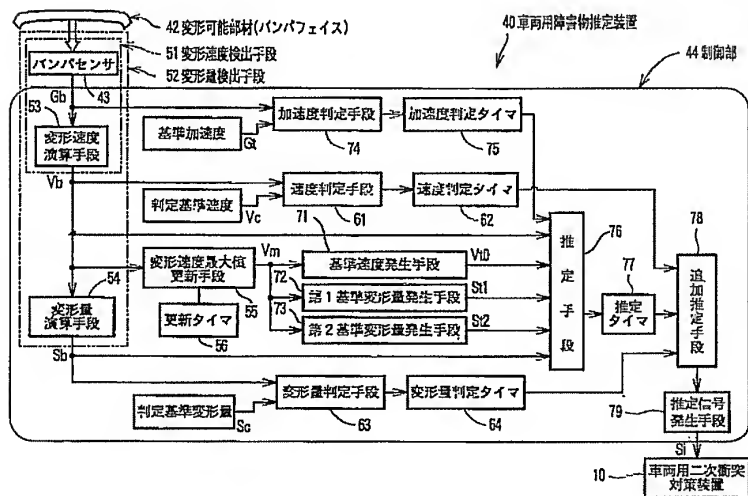 42 変形可能部材(バンパフェイス)
40 車両用障害物推定装置
51 変形速度検出手段
52 変形量検出手段
44 制御部
バンパセンサ
43
Gb
53
変形速度
演算手段
Vb
基準加速度
Gt
加速度判定手段
74
加速度判定タイマ
75
判定基準速度
Vc
速度判定手段
61
速度判定タイマ
62
71
変形速度最大値
更新手段
55
Vm
更新タイマ
56
基準速度発生手段
Vt0
72
第1基準変形量発生手段
St1
73
第2基準変形量発生手段
St2
推定手段
76
77
推定
タイマ
78
追加推定手段
54
変形量
演算手段
Sb
判定基準変形量
Sc
変形量判定手段
63
変形量判定タイマ
64
79
推定信号
発生手段
Si
10
車両用二次衝突
対策装置